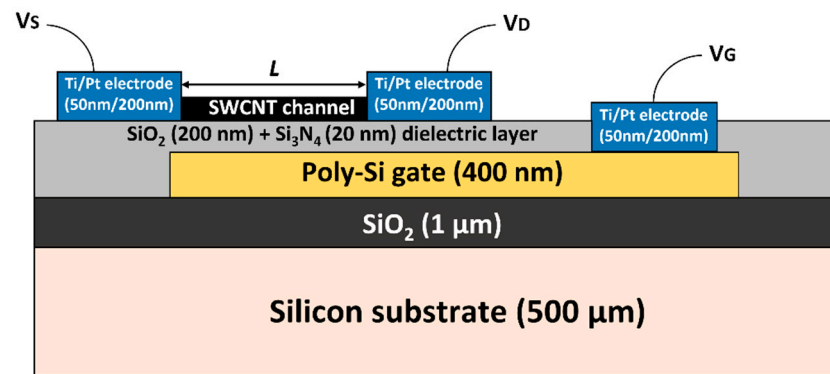 VS
VD
VG
L
Ti/Pt electrode
(50nm/200nm)
SWCNT channel
Ti/Pt electrode
(50nm/200nm)
Ti/Pt electrode
(50nm/200nm)
SiO₂ (200 nm) + Si₃N₄ (20 nm) dielectric layer
Poly-Si gate (400 nm)
SiO₂ (1 µm)
Silicon substrate (500 µm)